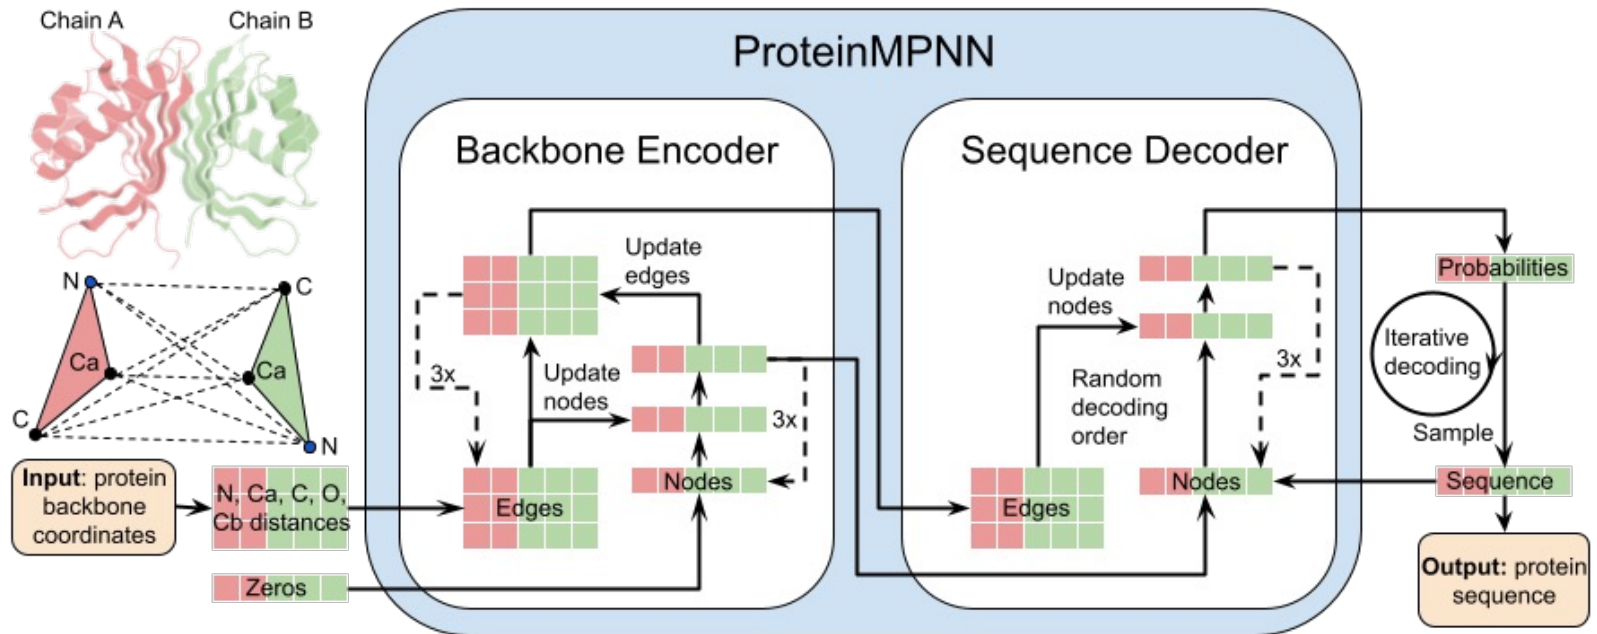 Chain A
Chain B
N
C
Ca
Ca
C
N
Input: protein
backbone
coordinates
N, Ca, C, O,
Cb distances
Zeros
ProteinMPNN
Backbone Encoder
Update
edges
3x
Update
nodes
3x
Nodes
Edges
Sequence Decoder
Update
nodes
3x
Random
decoding
order
Nodes
Edges
Probabilities
Iterative
decoding
Sample
Sequence
Output: protein
sequence